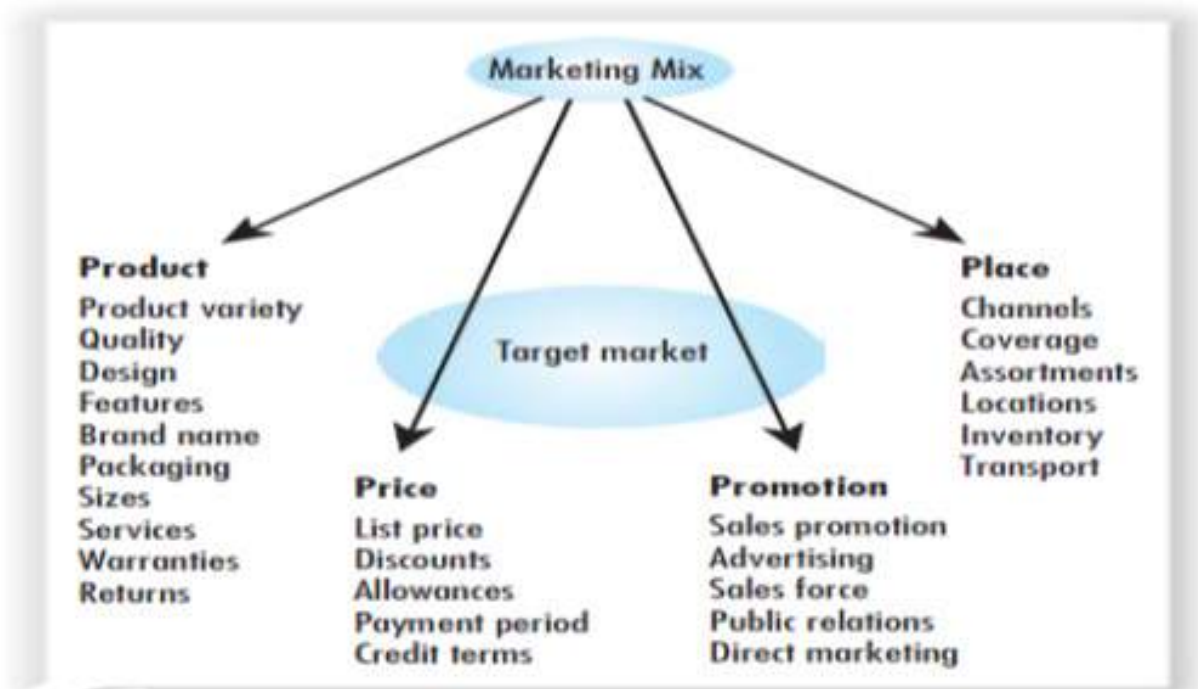 Marketing Mix
Product
Product variety
Quality
Design
Features
Brand name
Packaging
Sizes
Services
Warranties
Returns
Target market
Price
List price
Discounts
Allowances
Payment period
Credit terms
Promotion
Sales promotion
Advertising
Sales force
Public relations
Direct marketing
Place
Channels
Coverage
Assortments
Locations
Inventory
Transport